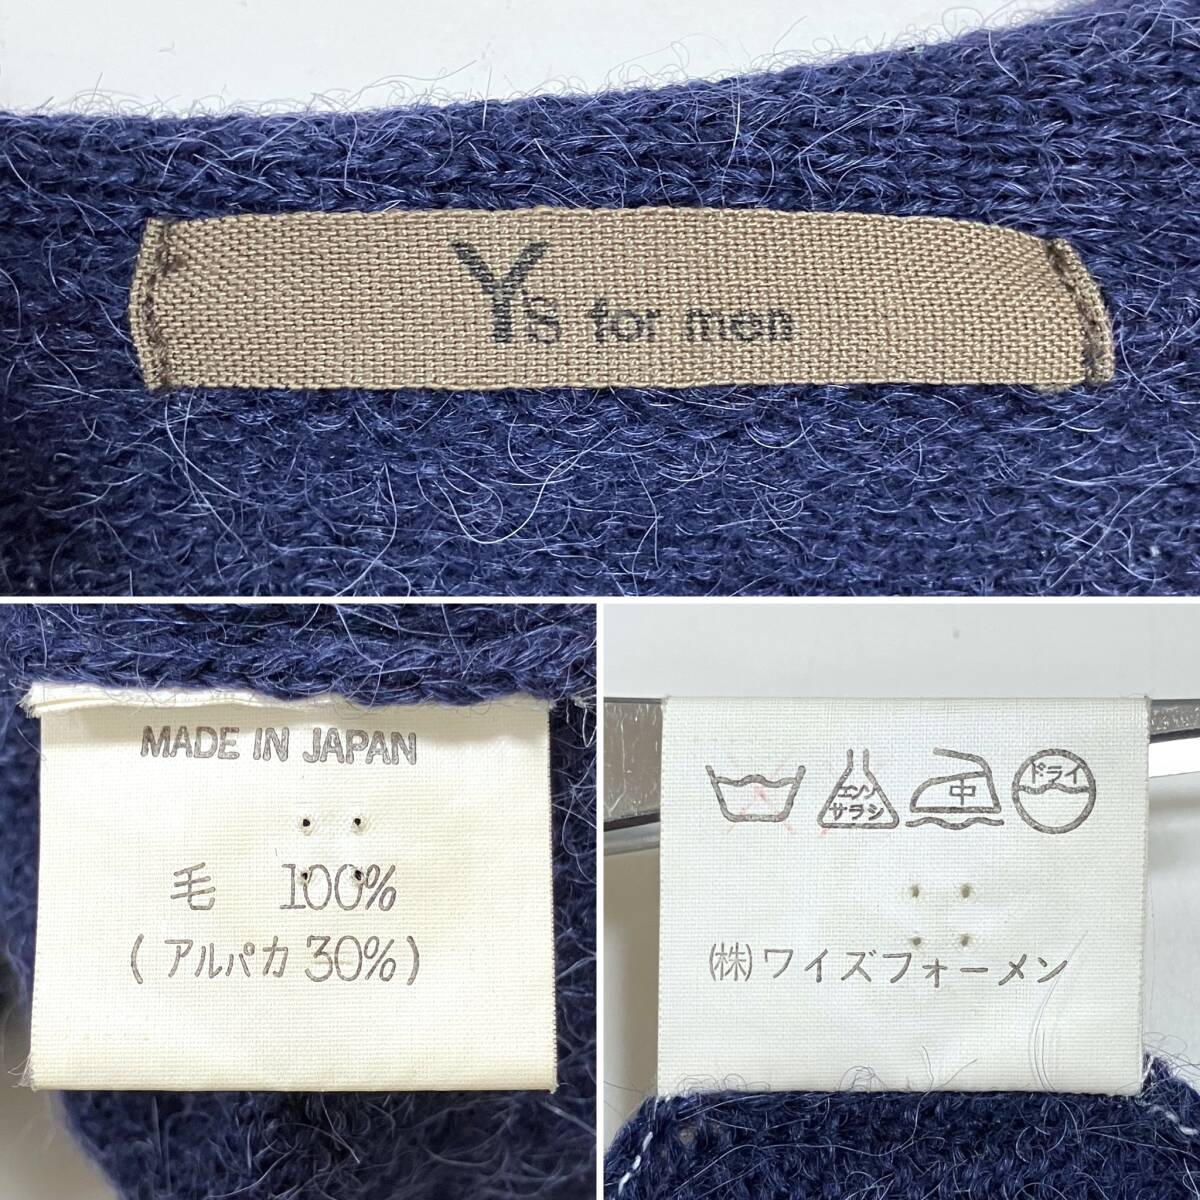 Y's for men
MADE IN JAPAN
毛 100%
(アルパカ 30%)
エンソ
サラシ
中
ドライ
(株)ワイズフォーメン